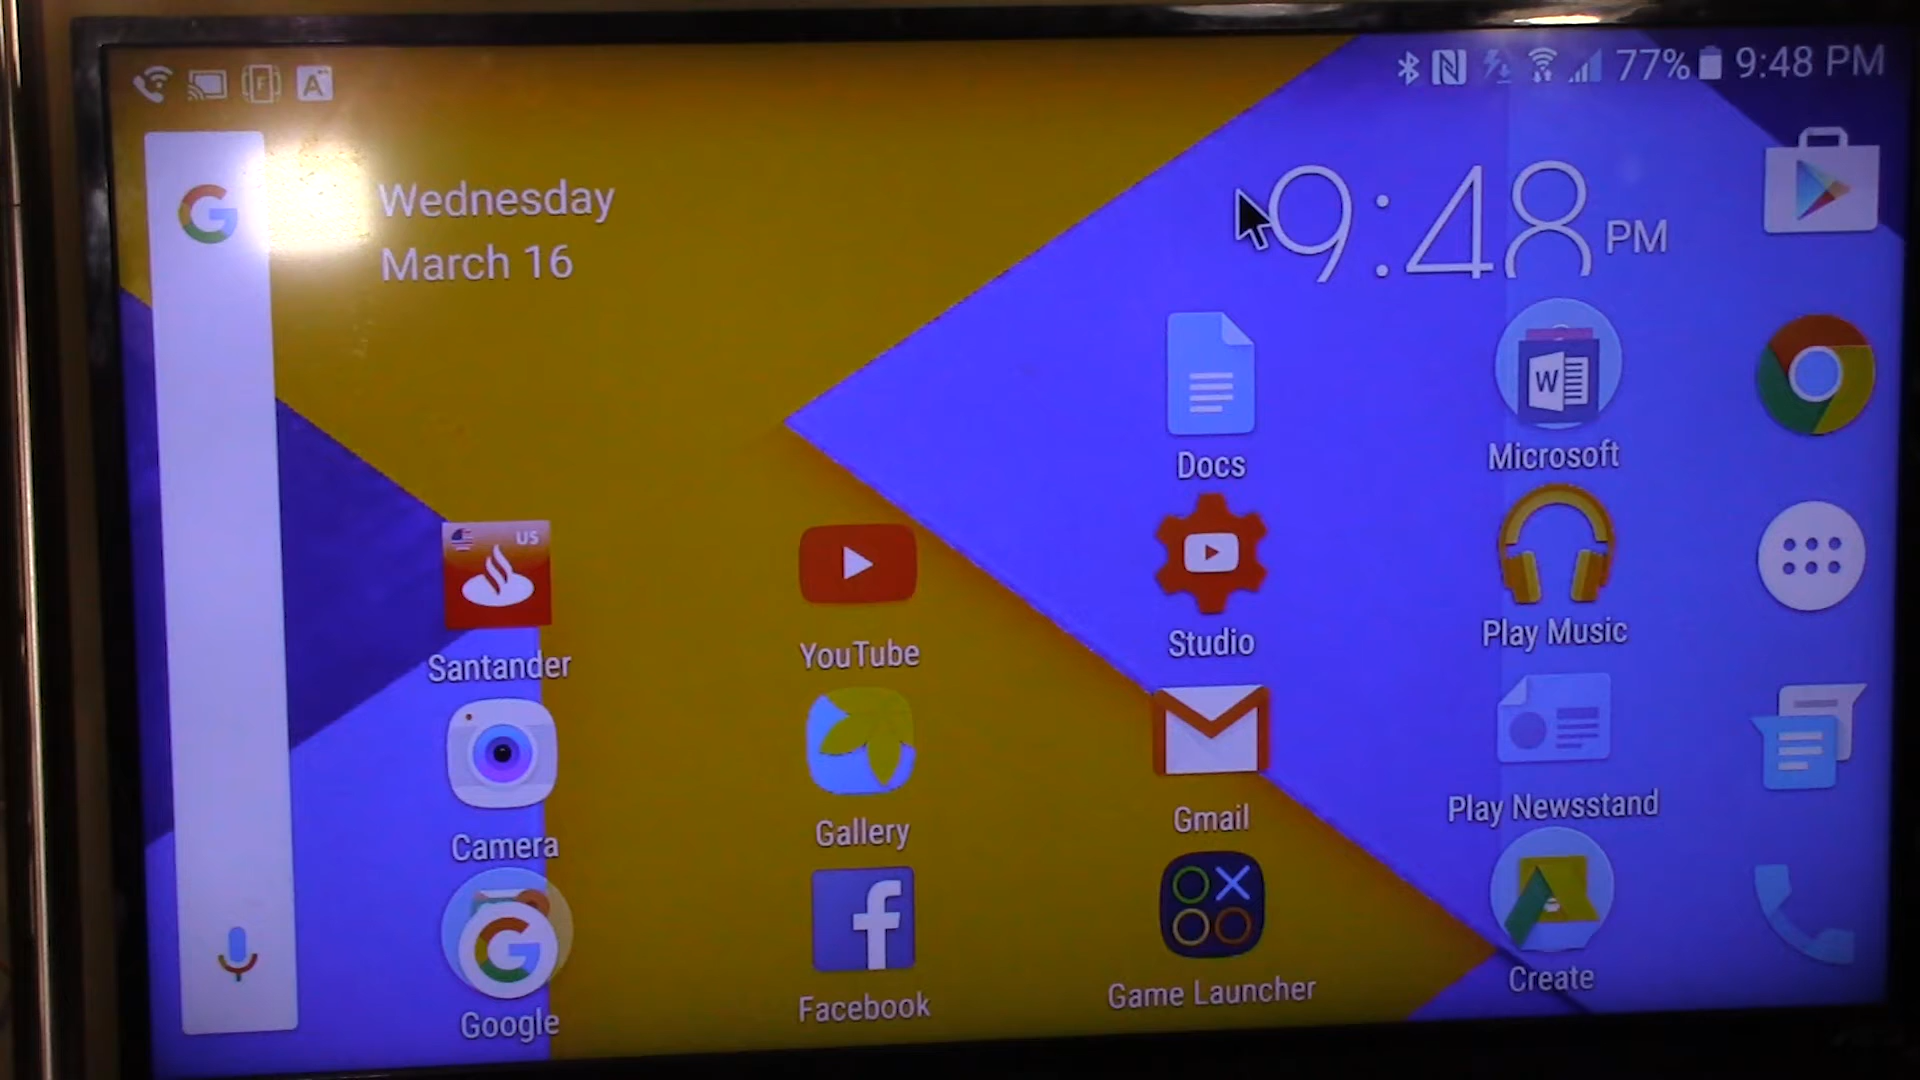 77% 9:48 PM
Wednesday
March 16
9:48 PM
Docs
Microsoft
W
US
Santander
YouTube
Studio
Play Music
Camera
Gallery
Gmail
Play Newsstand
Google
Facebook
Game Launcher
Create